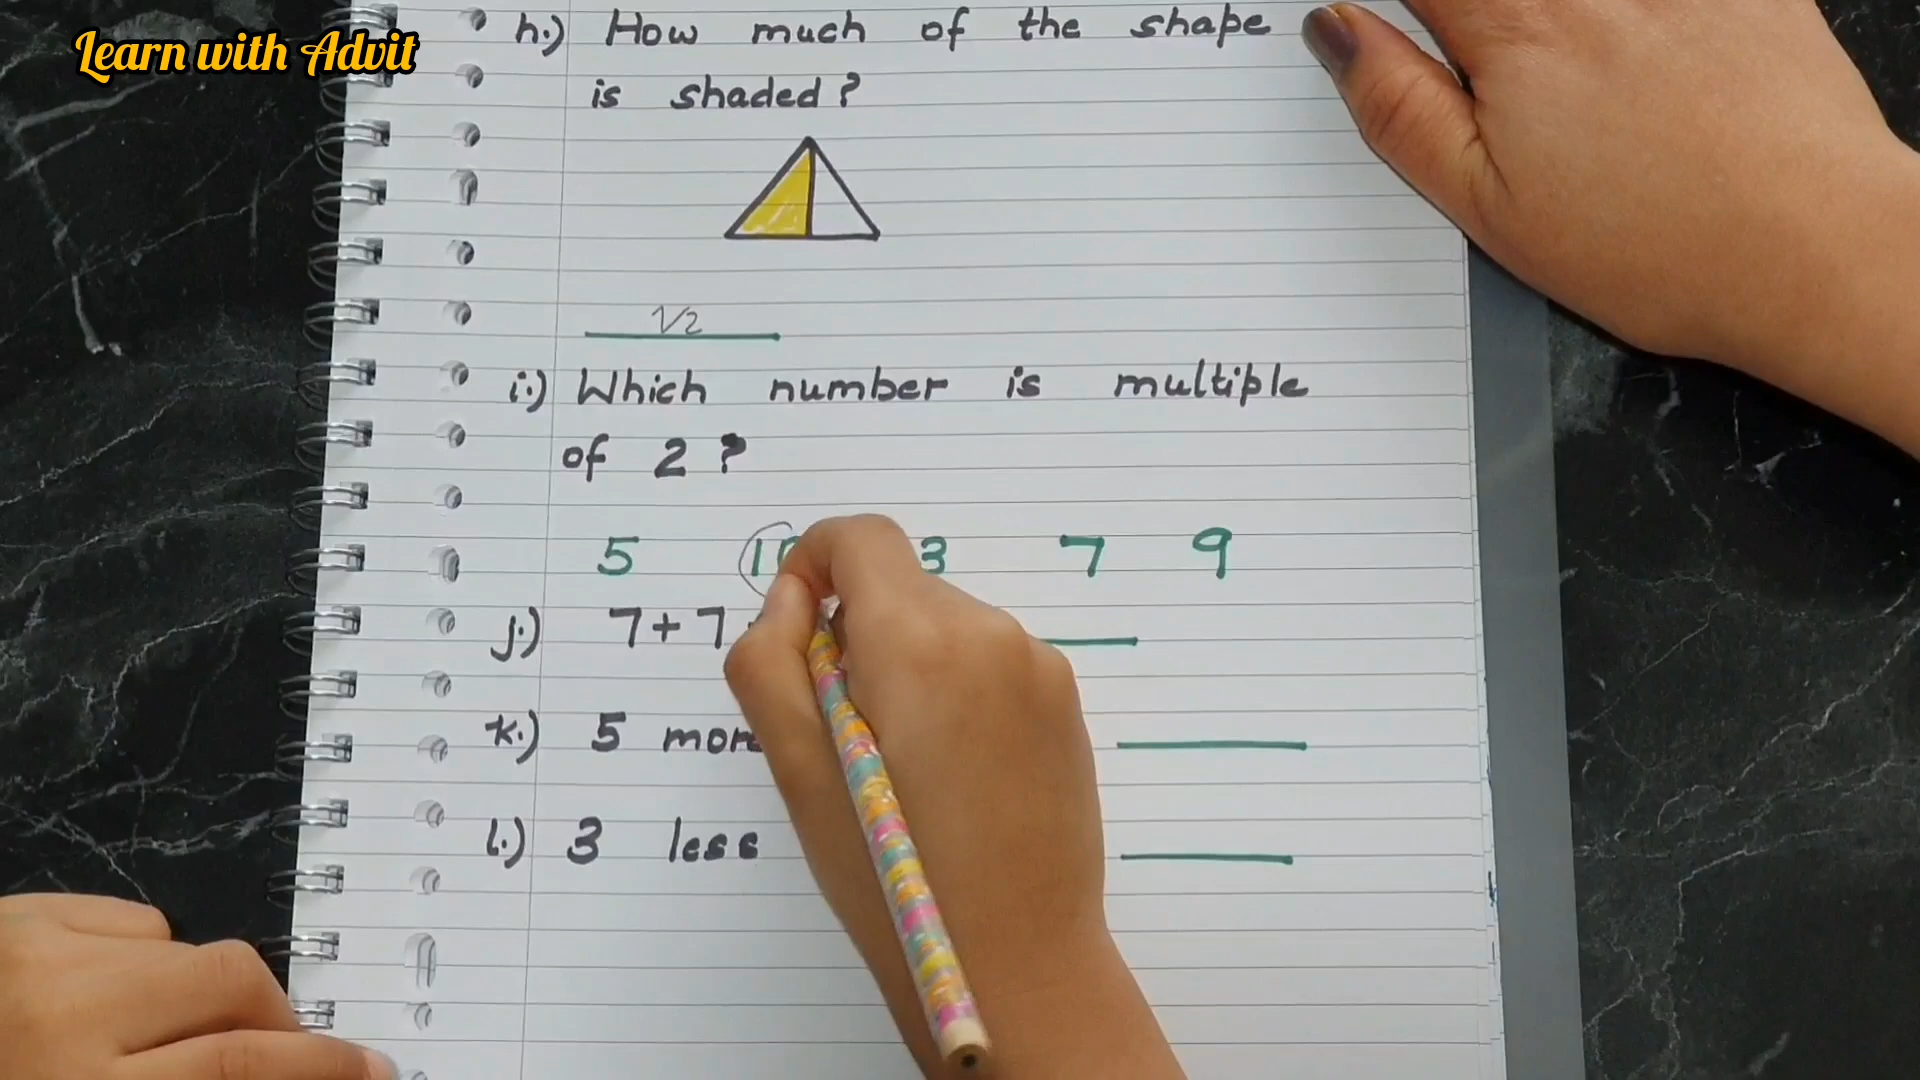 Learn with Advit
h.) How much of the shape
is shaded?
1/2
i.) Which number is multiple
of 2 ?
5 3 7 9
j.) 7+7
k.) 5 more
l.) 3 less